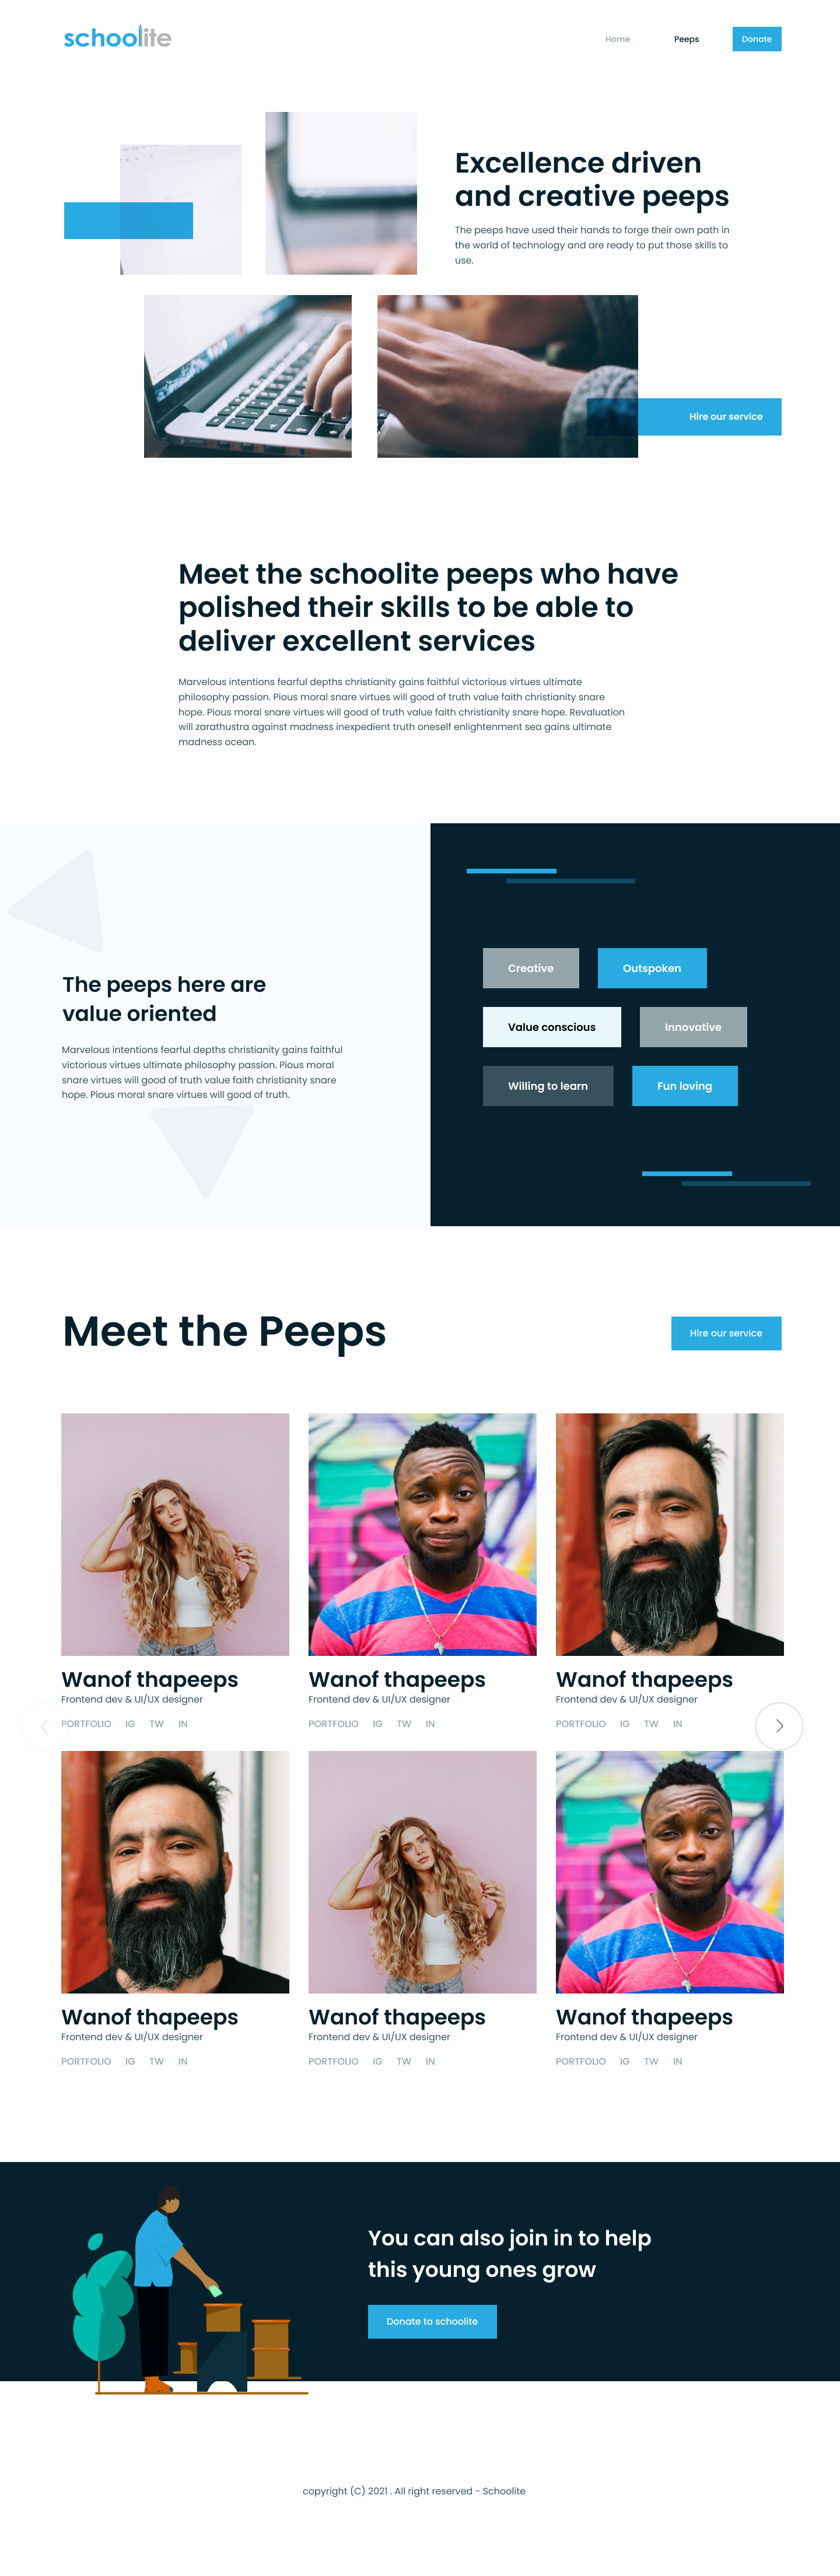 schoolite
Home
Peeps
Donate
Excellence driven
and creative peeps
The peeps have used their hands to forge their own path in
the world of technology and are ready to put those skills to
use.
Hire our service
Meet the schoolite peeps who have
polished their skills to be able to
deliver excellent services
Marvelous intentions fearful depths christianity gains faithful victorious virtues ultimate
philosophy passion. Pious moral snare virtues will good of truth value faith christianity snare
hope. Pious moral snare virtues will good of truth value faith christianity snare hope. Revaluation
will zarathustra against madness inexpedient truth oneself enlightenment sea gains ultimate
madness ocean.
The peeps here are
value oriented
Marvelous intentions fearful depths christianity gains faithful
victorious virtues ultimate philosophy passion. Pious moral
snare virtues will good of truth value faith christianity snare
hope. Pious moral snare virtues will good of truth.
Creative
Outspoken
Value conscious
Innovative
Willing to learn
Fun loving
Meet the Peeps
Hire our service
Wanof thapeeps
Frontend dev & UI/UX designer
PORTFOLIO IG TW IN
Wanof thapeeps
Frontend dev & UI/UX designer
PORTFOLIO IG TW IN
Wanof thapeeps
Frontend dev & UI/UX designer
PORTFOLIO IG TW IN
Wanof thapeeps
Frontend dev & UI/UX designer
PORTFOLIO IG TW IN
Wanof thapeeps
Frontend dev & UI/UX designer
PORTFOLIO IG TW IN
Wanof thapeeps
Frontend dev & UI/UX designer
PORTFOLIO IG TW IN
You can also join in to help
this young ones grow
Donate to schoolite
copyright (C) 2021 . All right reserved - Schoolite